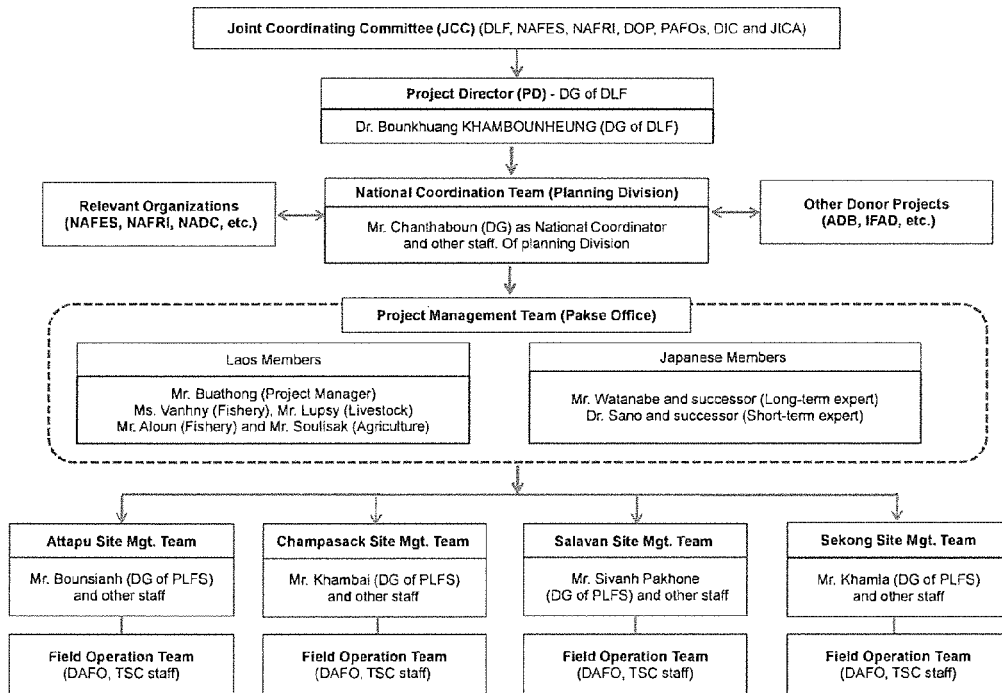 Joint Coordinating Committee (JCC) (DLF, NAFES, NAFRI, DOP, PAFOs, DIC and JICA)
Project Director (PD) - DG of DLF
Dr. Bounkhuang KHAMBOUNHEUNG (DG of DLF)
National Coordination Team (Planning Division)
Mr. Chanthaboun (DG) as National Coordinator
and other staff. Of planning Division
Relevant Organizations
(NAFES, NAFRI, NADC, etc.)
Other Donor Projects
(ADB, IFAD, etc.)
Project Management Team (Pakse Office)
Laos Members
Mr. Buathong (Project Manager)
Ms. Vanhny (Fishery), Mr. Lupsy (Livestock)
Mr. Aloun (Fishery) and Mr. Soulisak (Agriculture)
Japanese Members
Mr. Watanabe and successor (Long-term expert)
Dr. Sano and successor (Short-term expert)
Attapu Site Mgt. Team
Mr. Bounsianh (DG of PLFS)
and other staff
Field Operation Team
(DAFO, TSC staff)
Champasack Site Mgt. Team
Mr. Khambai (DG of PLFS)
and other staff
Field Operation Team
(DAFO, TSC staff)
Salavan Site Mgt. Team
Mr. Sivanh Pakhone
(DG of PLFS) and other staff
Field Operation Team
(DAFO, TSC staff)
Sekong Site Mgt. Team
Mr. Khamla (DG of PLFS)
and other staff
Field Operation Team
(DAFO, TSC staff)